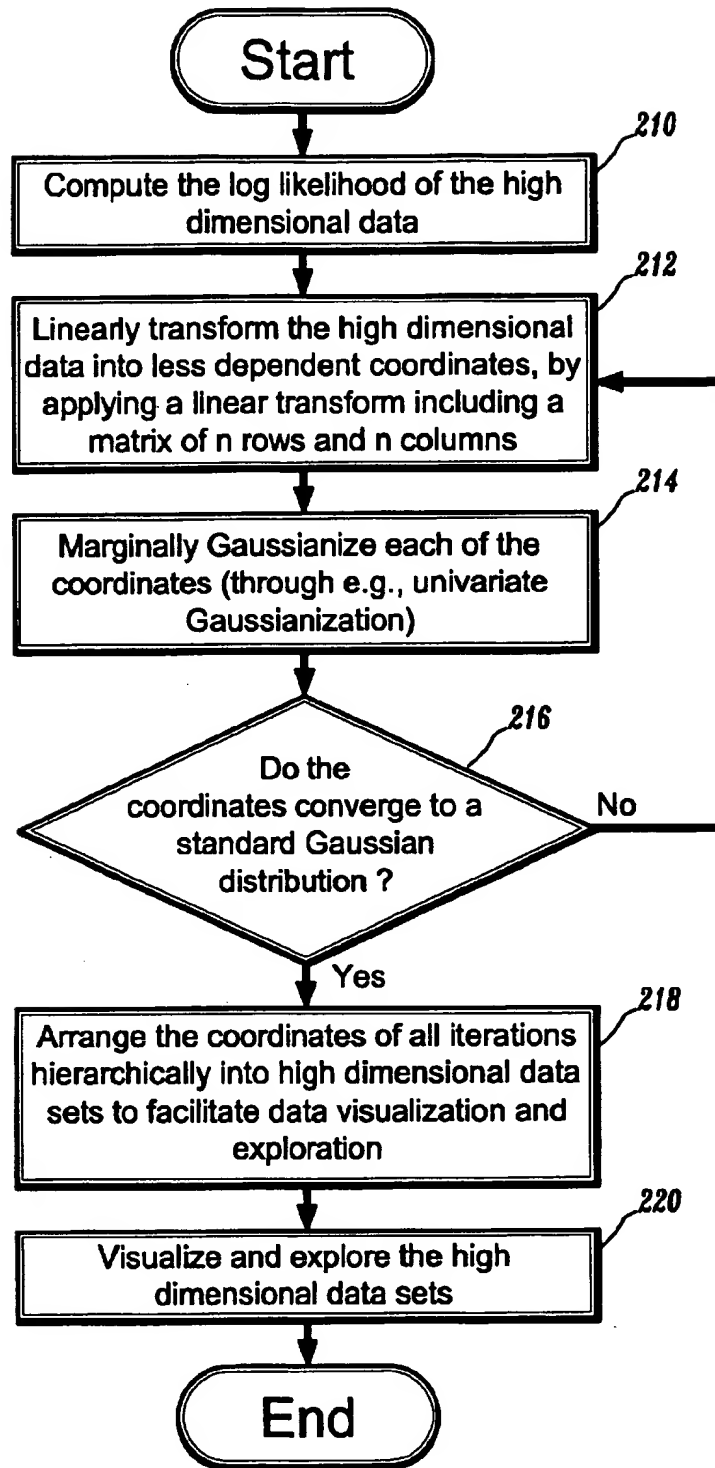 Start
210
Compute the log likelihood of the high
dimensional data
212
Linearly transform the high dimensional
data into less dependent coordinates, by
applying a linear transform including a
matrix of n rows and n columns
214
Marginally Gaussianize each of the
coordinates (through e.g., univariate
Gaussianization)
216
Do the
coordinates converge to a
standard Gaussian
distribution ?
No
Yes
218
Arrange the coordinates of all iterations
hierarchically into high dimensional data
sets to facilitate data visualization and
exploration
220
Visualize and explore the high
dimensional data sets
End